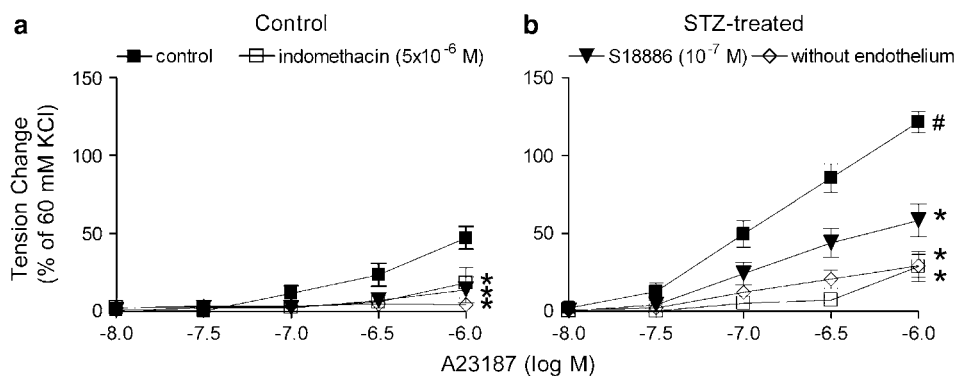 a Control
b STZ-treated
control indomethacin (5x10⁻⁶ M)
S18886 (10⁻⁷ M) without endothelium
Tension Change
(% of 60 mM KCl)
150
100
50
0
-8.0 -7.5 -7.0 -6.5 -6.0
*
*
*
150
100
50
0
-8.0 -7.5 -7.0 -6.5 -6.0
#
*
*
*
A23187 (log M)